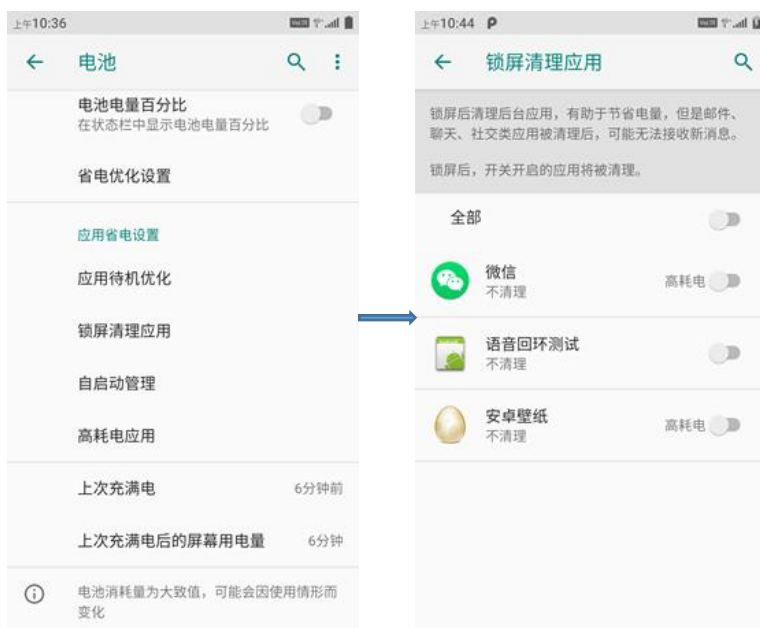 上午10:36
电池
电池电量百分比
在状态栏中显示电池电量百分比
省电优化设置
应用省电设置
应用待机优化
锁屏清理应用
自启动管理
高耗电应用
上次充满电 6分钟前
上次充满电后的屏幕用电量 6分钟
电池消耗量为大致值，可能会因使用情形而
变化
上午10:44
锁屏清理应用
锁屏后清理后台应用，有助于节省电量，但是邮件、
聊天、社交类应用被清理后，可能无法接收新消息。
锁屏后，开关开启的应用将被清理。
全部
微信
不清理
高耗电
语音回环测试
不清理
安卓壁纸
不清理
高耗电